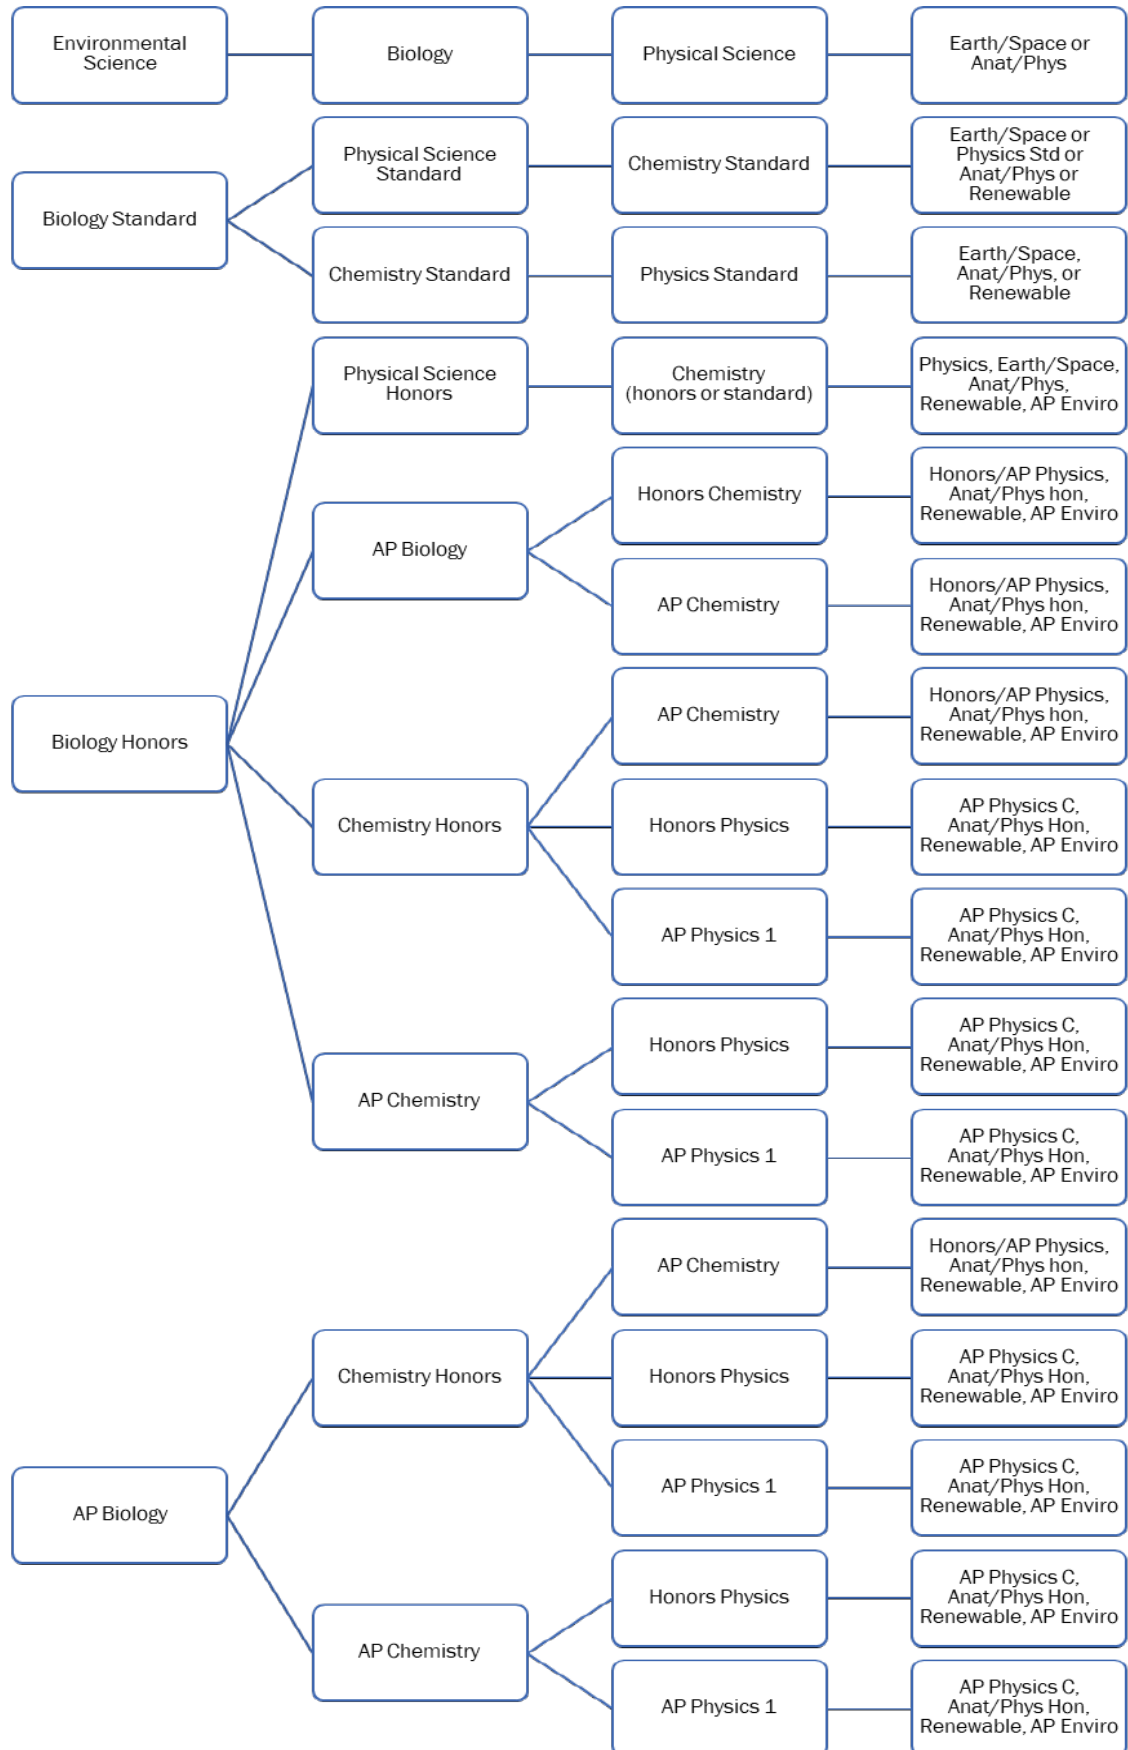 Environmental
Science
Biology
Physical Science
Earth/Space or
Anat/Phys
Biology Standard
Physical Science
Standard
Chemistry Standard
Earth/Space or
Physics Std or
Anat/Phys or
Renewable
Chemistry Standard
Physics Standard
Earth/Space,
Anat/Phys, or
Renewable
Biology Honors
Physical Science
Honors
Chemistry
(honors or standard)
Physics, Earth/Space,
Anat/Phys,
Renewable, AP Enviro
AP Biology
Honors Chemistry
Honors/AP Physics,
Anat/Phys hon,
Renewable, AP Enviro
AP Chemistry
Honors/AP Physics,
Anat/Phys hon,
Renewable, AP Enviro
Chemistry Honors
AP Chemistry
Honors/AP Physics,
Anat/Phys hon,
Renewable, AP Enviro
Honors Physics
AP Physics C,
Anat/Phys Hon,
Renewable, AP Enviro
AP Physics 1
AP Physics C,
Anat/Phys Hon,
Renewable, AP Enviro
AP Chemistry
Honors Physics
AP Physics C,
Anat/Phys Hon,
Renewable, AP Enviro
AP Physics 1
AP Physics C,
Anat/Phys Hon,
Renewable, AP Enviro
AP Biology
Chemistry Honors
AP Chemistry
Honors/AP Physics,
Anat/Phys hon,
Renewable, AP Enviro
Honors Physics
AP Physics C,
Anat/Phys Hon,
Renewable, AP Enviro
AP Physics 1
AP Physics C,
Anat/Phys Hon,
Renewable, AP Enviro
AP Chemistry
Honors Physics
AP Physics C,
Anat/Phys Hon,
Renewable, AP Enviro
AP Physics 1
AP Physics C,
Anat/Phys Hon,
Renewable, AP Enviro